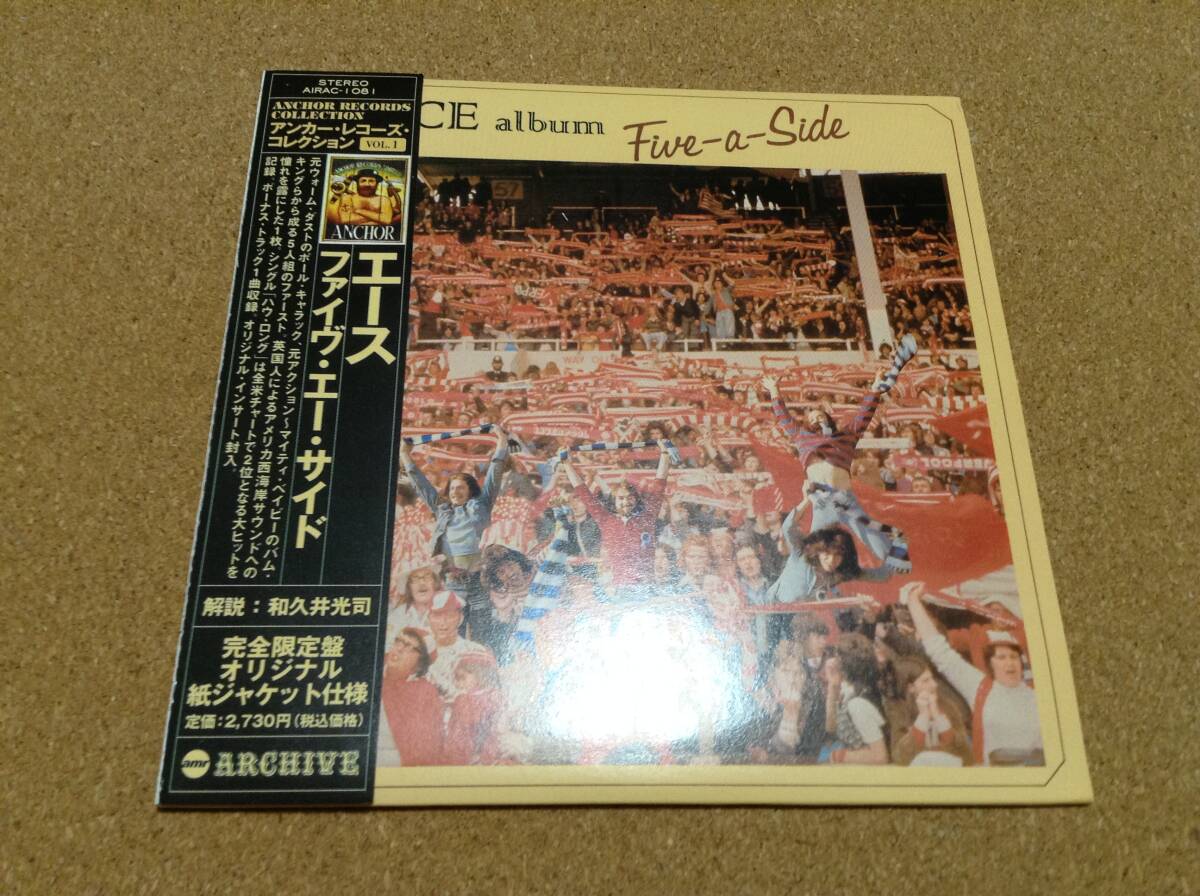 STEREO
AIRAC-1081
ANCHOR RECORDS
COLLECTION
アンカー・レコーズ・
コレクション VOL.1
ANCHOR
エース
ファイヴ・エー・サイド
元ウォーム・ダストのポール・キャラック、元アクション〜マイティ・ベイビーのバム・
キングらから成る5人組のファースト。英国人によるアメリカ西海岸サウンドへの
憧れを露にした1枚。シングル「ハウ・ロング」は全米チャートで2位となる大ヒットを
記録。ボーナス・トラック1曲収録。オリジナル・インサート封入。
解説：和久井光司
完全限定盤
オリジナル
紙ジャケット仕様
定価：2,730円（税込価格）
amr ARCHIVE
CE album Five-a-Side
57
WAY OUT